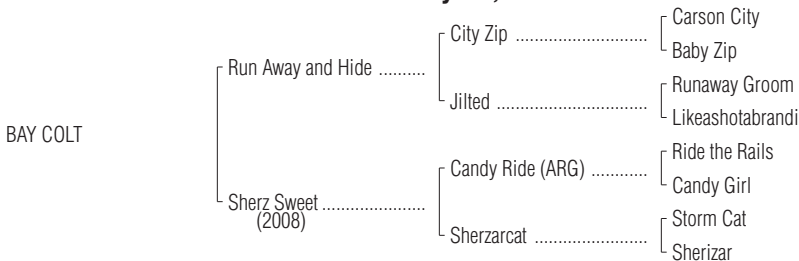 Carson City
City Zip
Baby Zip
Run Away and Hide
Runaway Groom
Jilted
Likeashotabrandi
BAY COLT
Ride the Rails
Candy Ride (ARG)
Candy Girl
Sherz Sweet
(2008)
Storm Cat
Sherzarcat
Sherizar